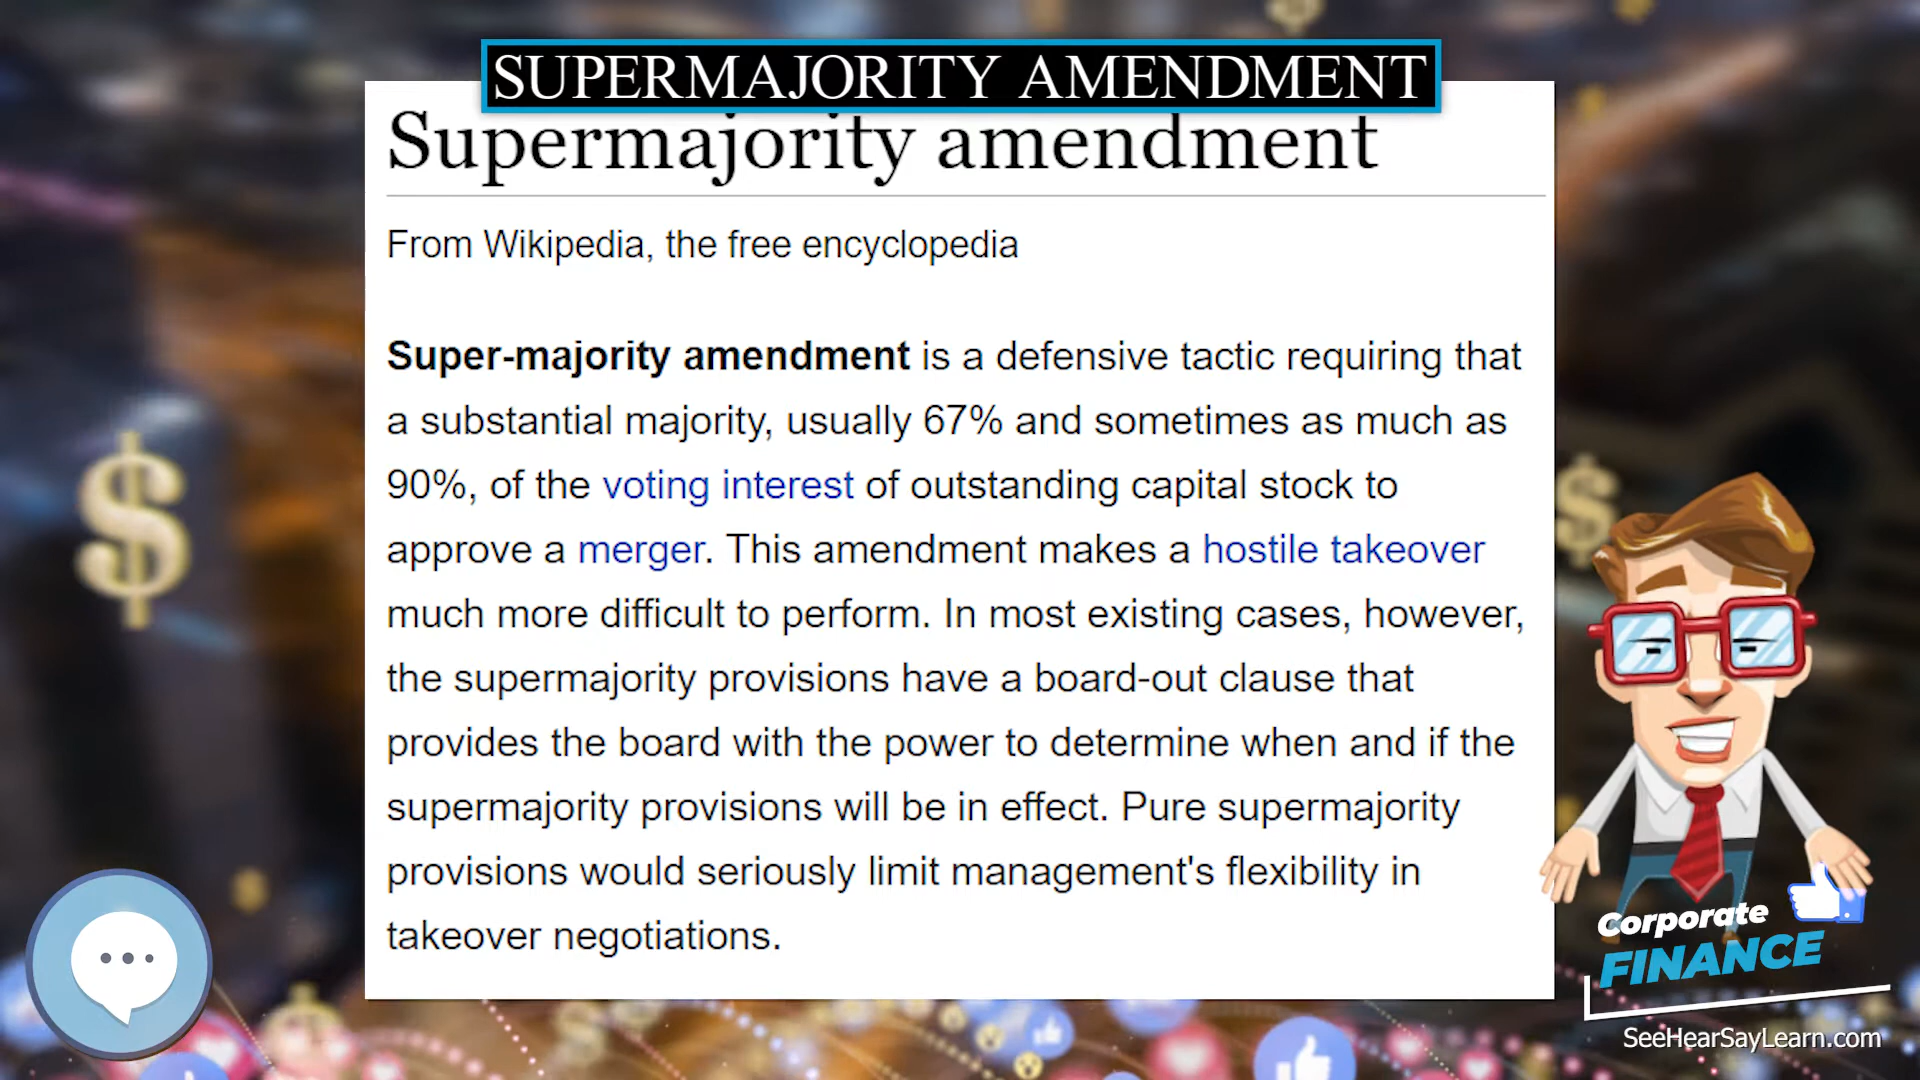 SUPERMAJORITY AMENDMENT
Supermajority amendment
From Wikipedia, the free encyclopedia
Super-majority amendment is a defensive tactic requiring that
a substantial majority, usually 67% and sometimes as much as
90%, of the voting interest of outstanding capital stock to
approve a merger. This amendment makes a hostile takeover
much more difficult to perform. In most existing cases, however,
the supermajority provisions have a board-out clause that
provides the board with the power to determine when and if the
supermajority provisions will be in effect. Pure supermajority
provisions would seriously limit management's flexibility in
takeover negotiations.
Corporate
FINANCE
SeeHearSayLearn.com